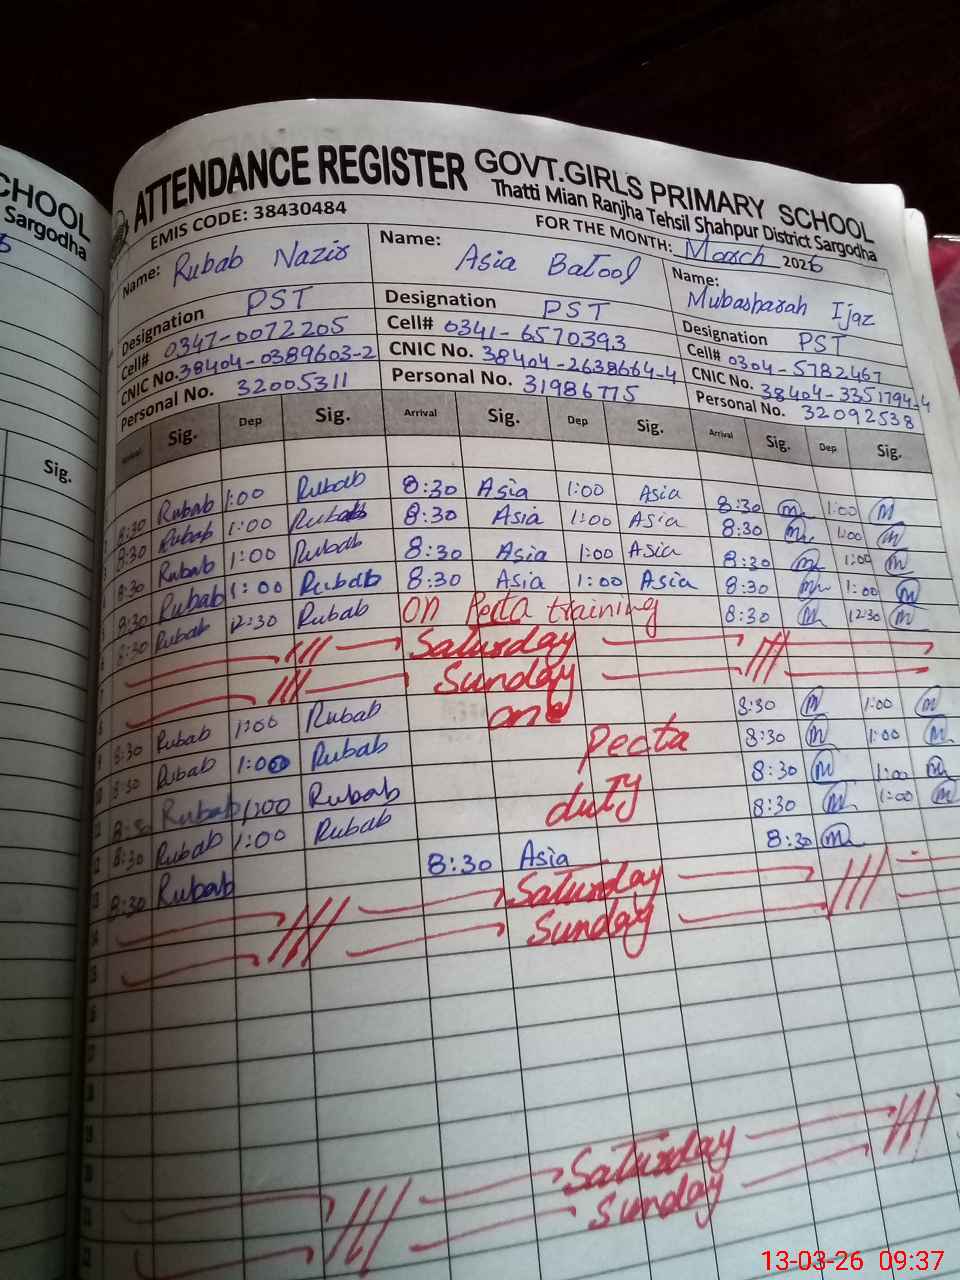 CHOOL
Sargodha
Sig.
ATTENDANCE REGISTER GOVT.GIRLS PRIMARY SCHOOL
Thatti Mian Ranjha Tehsil Shahpur District Sargodha
EMIS CODE: 38430484
FOR THE MONTH: March 2026
Name: Rubab Nazir Name: Asia Batool Name: Mubasharah Ijaz
Designation PST Designation PST Designation PST
Cell# 0347-0072205 Cell# 0341-6570393 Cell# 0304-5782467
CNIC No. 38404-0389603-2 CNIC No. 38404-2638664-4 CNIC No. 38404-3351794-4
Personal No. 32005311 Personal No. 31986775 Personal No. 32092538
Arrival Sig. Dep Sig. Arrival Sig. Dep Sig. Arrival Sig. Dep Sig.
8:30 Rubab 1:00 Rubab 8:30 Asia 1:00 Asia 8:30 m 1:00 m
8:30 Rubab 1:00 Rubab 8:30 Asia 1:00 Asia 8:30 m 1:00 m
8:30 Rubab 1:00 Rubab 8:30 Asia 1:00 Asia 8:30 m 1:00 m
8:30 Rubab 1:00 Rubab 8:30 Asia 1:00 Asia 8:30 m 1:00 m
8:30 Rubab 12:30 Rubab on Pecta training 8:30 m 12:30 m
Saturday
Sunday
8:30 Rubab 1:00 Rubab one 8:30 m 1:00 m
8:30 Rubab 1:00 Rubab Pecta 8:30 m 1:00 m
8:30 Rubab 1:00 Rubab duty 8:30 m 1:00 m
8:30 Rubab 1:00 Rubab 8:30 m 1:00 m
8:30 Rubab 8:30 Asia 8:30 m
Saturday
Sunday
Saturday
Sunday
13-03-26 09:37